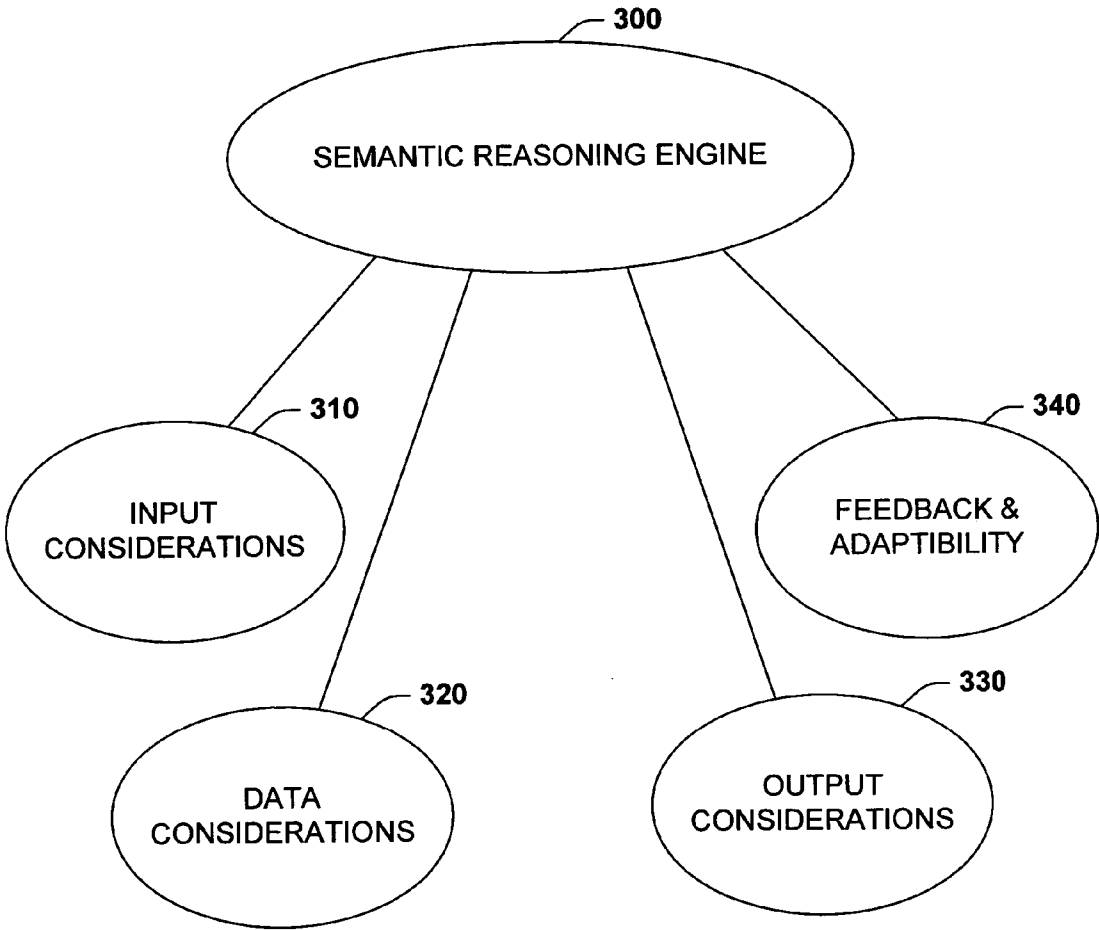 300
SEMANTIC REASONING ENGINE
310
INPUT
CONSIDERATIONS
340
FEEDBACK &
ADAPTIBILITY
320
DATA
CONSIDERATIONS
330
OUTPUT
CONSIDERATIONS